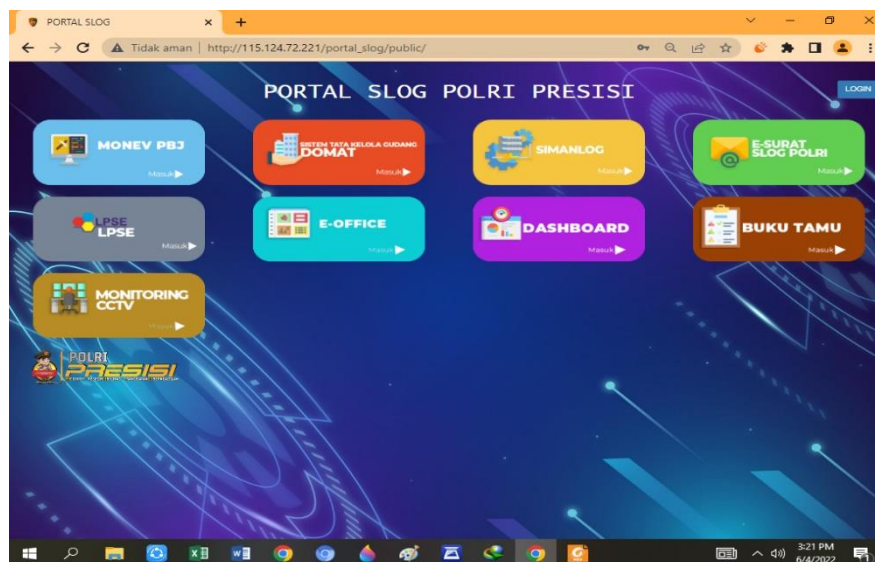 PORTAL SLOG
Tidak aman | http://115.124.72.221/portal_slog/public/
PORTAL SLOG POLRI PRESISI
LOGIN
MONEV PBJ
Masuk
SISTEM TATA KELOLA GUDANG
DOMAT
Masuk
SIMANLOG
Masuk
E-SURAT
SLOG POLRI
Masuk
LPSE
LPSE
Masuk
E-OFFICE
Masuk
DASHBOARD
Masuk
BUKU TAMU
Masuk
MONITORING
CCTV
Masuk
POLRI
PRESISI
3:21 PM
6/4/2022